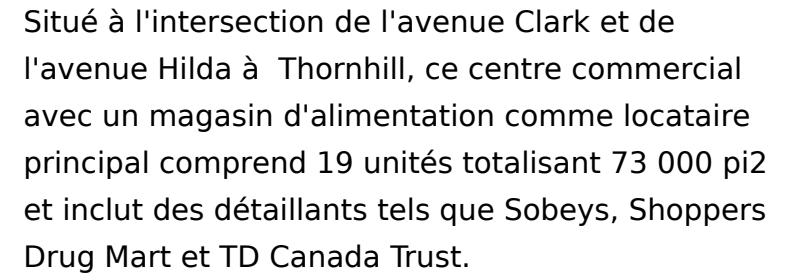 Situé à l'intersection de l'avenue Clark et de
l'avenue Hilda à  Thornhill, ce centre commercial
avec un magasin d'alimentation comme locataire
principal comprend 19 unités totalisant 73 000 pi2
et inclut des détaillants tels que Sobeys, Shoppers
Drug Mart et TD Canada Trust.